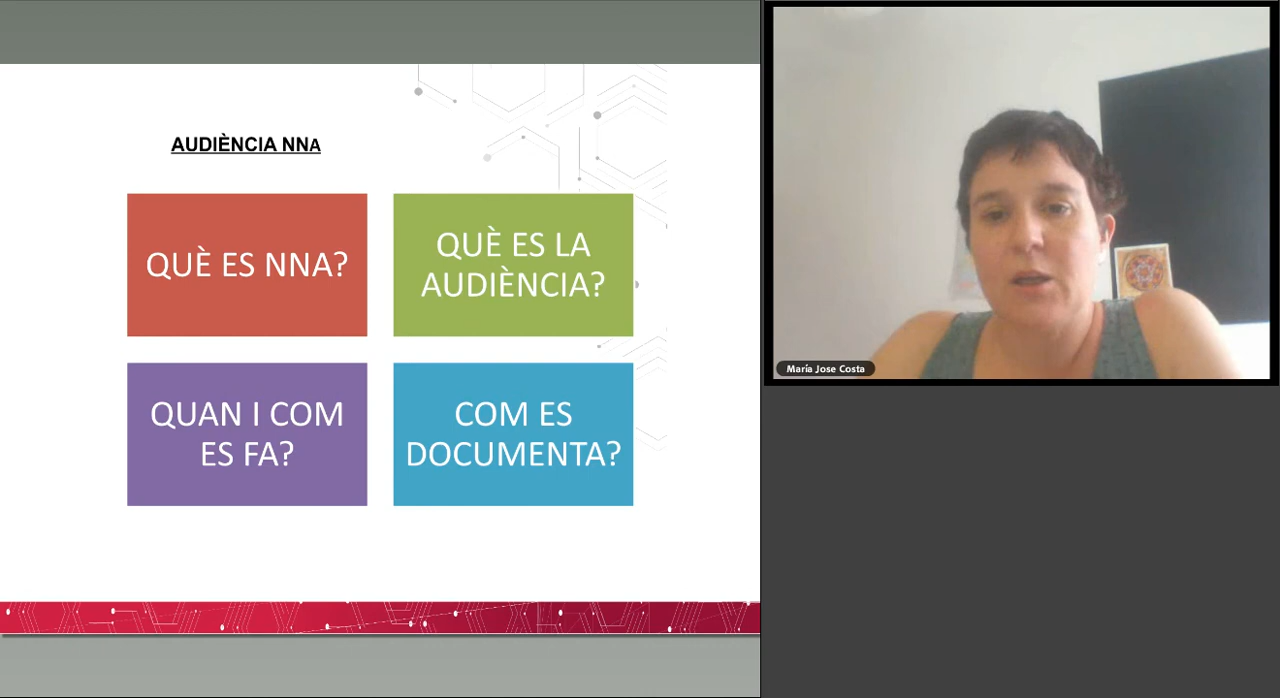 AUDIÈNCIA NNA
QUÈ ES NNA?
QUÈ ES LA
AUDIÈNCIA?
QUAN I COM
ES FA?
COM ES
DOCUMENTA?
María Jose Costa